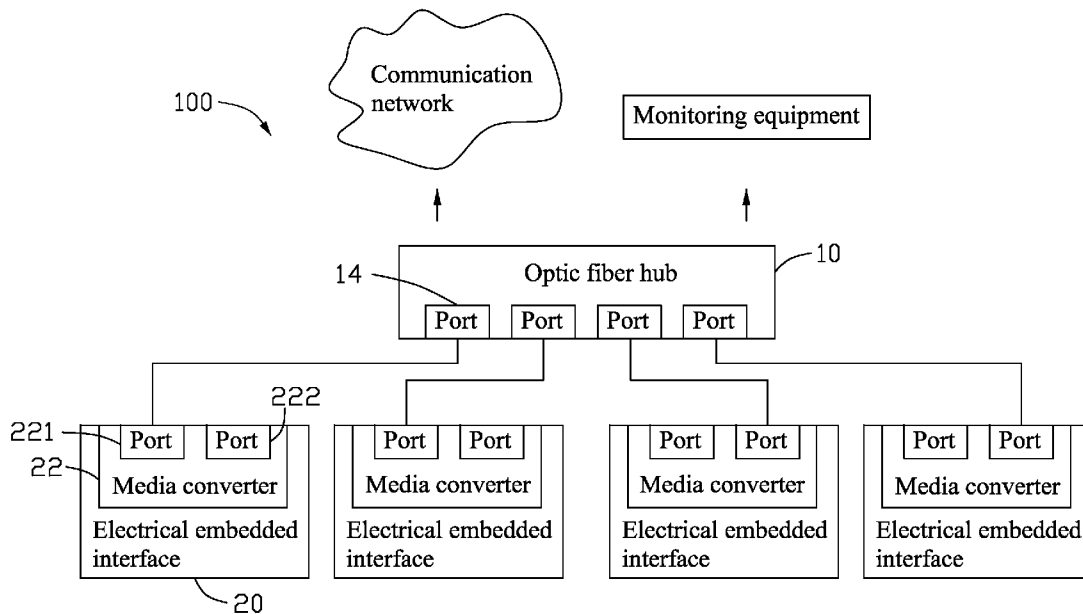 Communication
network
100
Monitoring equipment
10
Optic fiber hub
14
Port Port Port Port
222
221
Port Port Port Port Port Port Port Port
22
Media converter Media converter Media converter Media converter
Electrical embedded Electrical embedded Electrical embedded Electrical embedded
interface interface interface interface
20